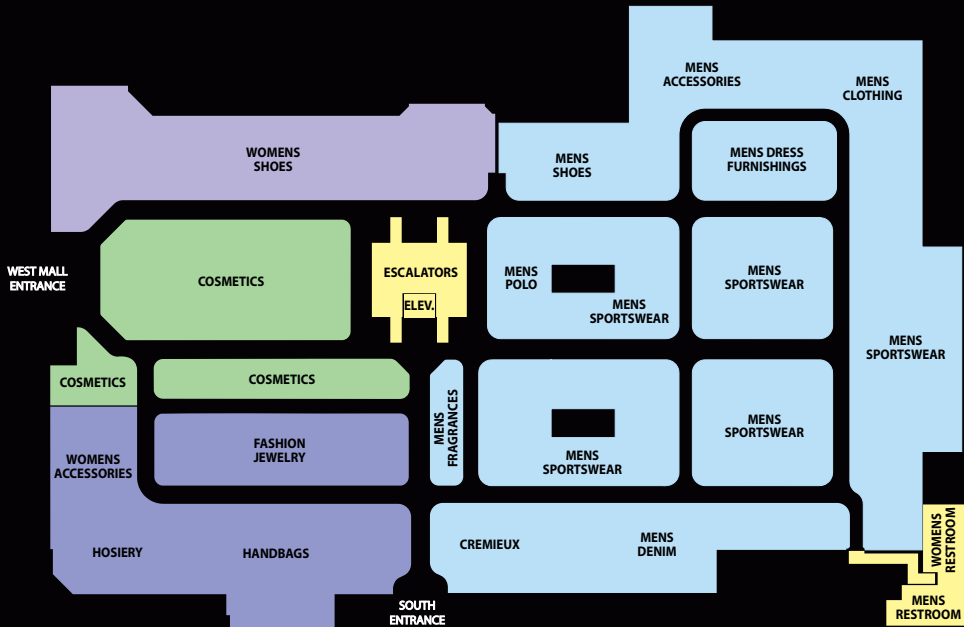 MENS
ACCESSORIES
MENS
CLOTHING
WOMENS
SHOES
MENS
SHOES
MENS DRESS
FURNISHINGS
WEST MALL
ENTRANCE
COSMETICS
ESCALATORS
ELEV.
MENS
POLO
MENS
SPORTSWEAR
MENS
SPORTSWEAR
MENS
SPORTSWEAR
COSMETICS
COSMETICS
MENS
FRAGRANCES
WOMENS
ACCESSORIES
FASHION
JEWELRY
MENS
SPORTSWEAR
MENS
SPORTSWEAR
HOSIERY
HANDBAGS
CREMIEUX
MENS
DENIM
WOMENS
RESTROOM
MENS
RESTROOM
SOUTH
ENTRANCE